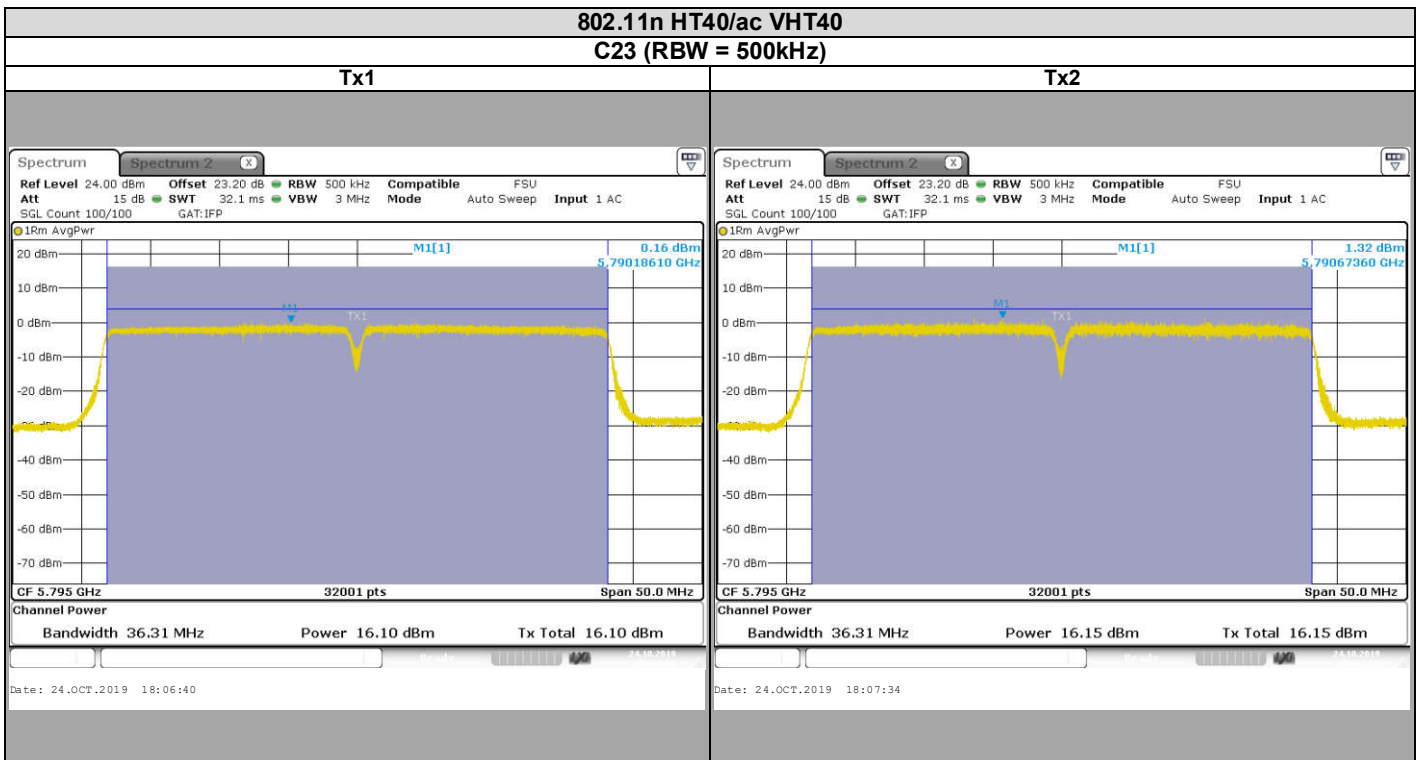 802.11n HT40/ac VHT40
C23 (RBW = 500kHz)
Tx1
Spectrum Spectrum 2 X
Ref Level 24.00 dBm Offset 23.20 dB RBW 500 kHz Compatible FSU
Att 15 dB SWT 32.1 ms VBW 3 MHz Mode Auto Sweep Input 1 AC
SGL Count 100/100 GAT:IFP
1Rm AvgPwr
M1[1] 0.16 dBm
5.79018610 GHz
20 dBm
10 dBm
M1
TX1
0 dBm
-10 dBm
-20 dBm
-40 dBm
-50 dBm
-60 dBm
-70 dBm
CF 5.795 GHz 32001 pts Span 50.0 MHz
Channel Power
Bandwidth 36.31 MHz Power 16.10 dBm Tx Total 16.10 dBm
Ready 24.10.2019
Date: 24.OCT.2019 18:06:40
Tx2
Spectrum Spectrum 2 X
Ref Level 24.00 dBm Offset 23.20 dB RBW 500 kHz Compatible FSU
Att 15 dB SWT 32.1 ms VBW 3 MHz Mode Auto Sweep Input 1 AC
SGL Count 100/100 GAT:IFP
1Rm AvgPwr
M1[1] 1.32 dBm
5.79067360 GHz
20 dBm
10 dBm
M1
TX1
0 dBm
-10 dBm
-20 dBm
-40 dBm
-50 dBm
-60 dBm
-70 dBm
CF 5.795 GHz 32001 pts Span 50.0 MHz
Channel Power
Bandwidth 36.31 MHz Power 16.15 dBm Tx Total 16.15 dBm
Ready 24.10.2019
Date: 24.OCT.2019 18:07:34